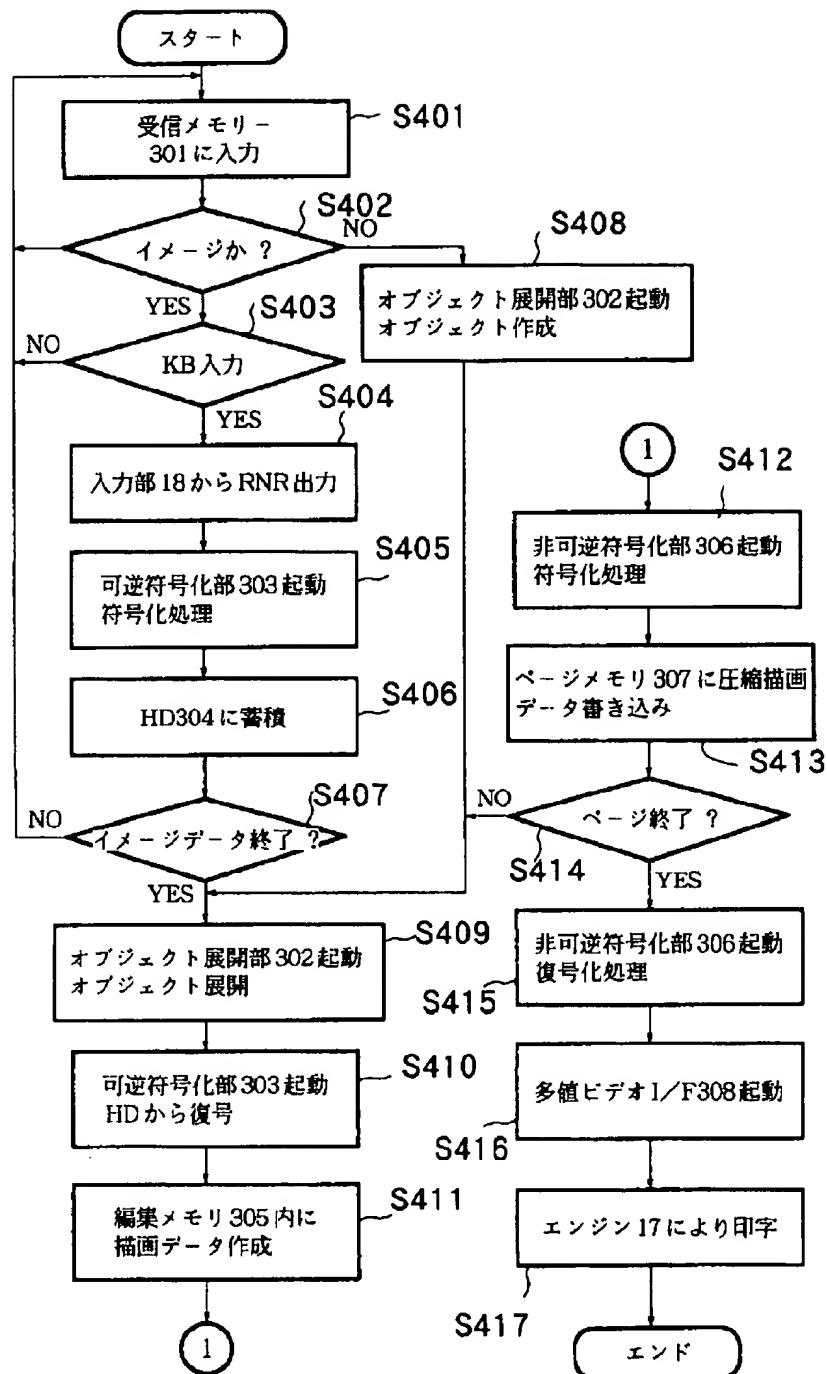 スタート
受信メモリー
301に入力
S401
イメージか ?
S402
NO
YES
S408
オブジェクト展開部302起動
オブジェクト作成
S403
KB入力
NO
YES
S404
入力部18からRNR出力
S405
可逆符号化部303起動
符号化処理
S406
HD304に蓄積
S407
イメージデータ終了 ?
NO
YES
S409
オブジェクト展開部302起動
オブジェクト展開
S410
可逆符号化部303起動
HDから復号
S411
編集メモリ305内に
描画データ作成
1
1
S412
非可逆符号化部306起動
符号化処理
ページメモリ307に圧縮描画
データ書き込み
S413
NO
ページ終了 ?
S414
YES
非可逆符号化部306起動
復号化処理
S415
多値ビデオI/F308起動
S416
エンジン17により印字
S417
エンド